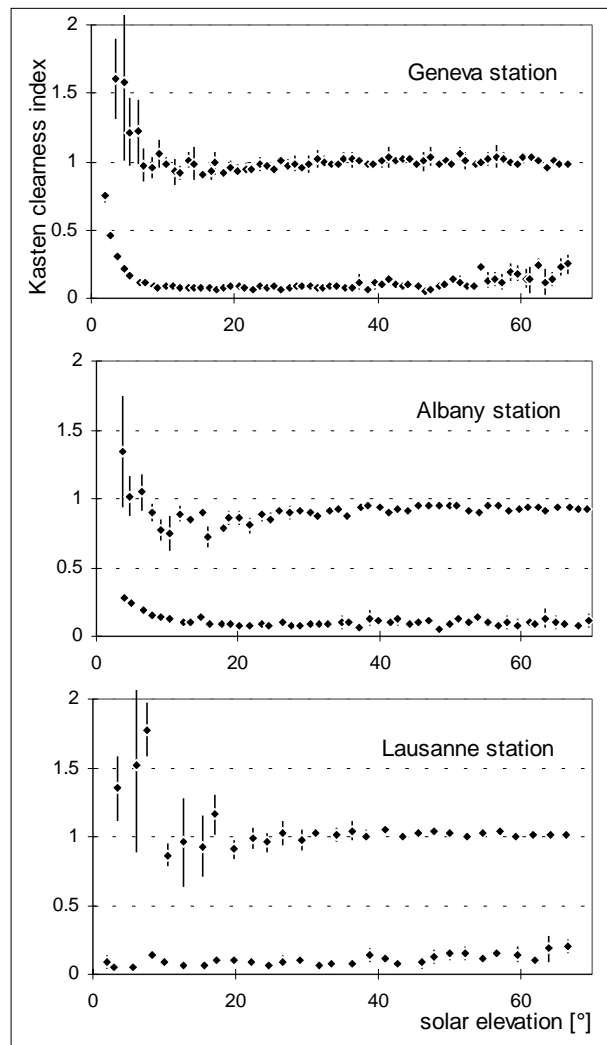 2
Geneva station
1.5
1
0.5
0
0 20 40 60
Kasten clearness index
2
Albany station
1.5
1
0.5
0
0 20 40 60
2
Lausanne station
1.5
1
0.5
0
0 20 40 60
solar elevation [°]